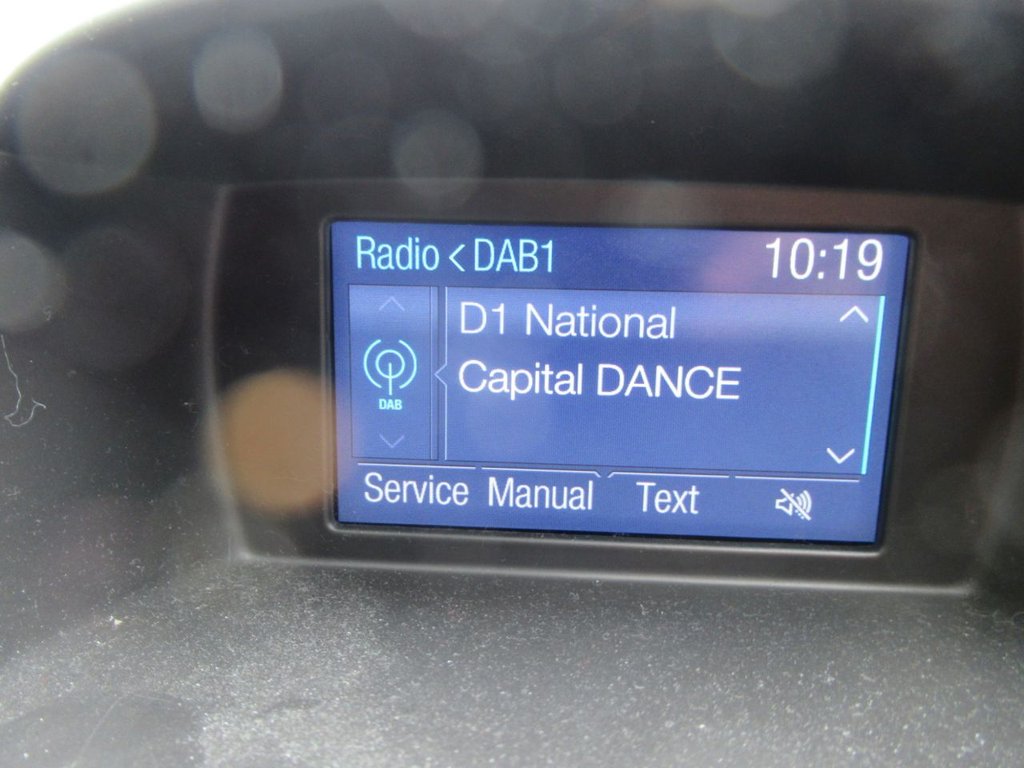 Radio < DAB1 10:19
D1 National
Capital DANCE
DAB
Service Manual Text